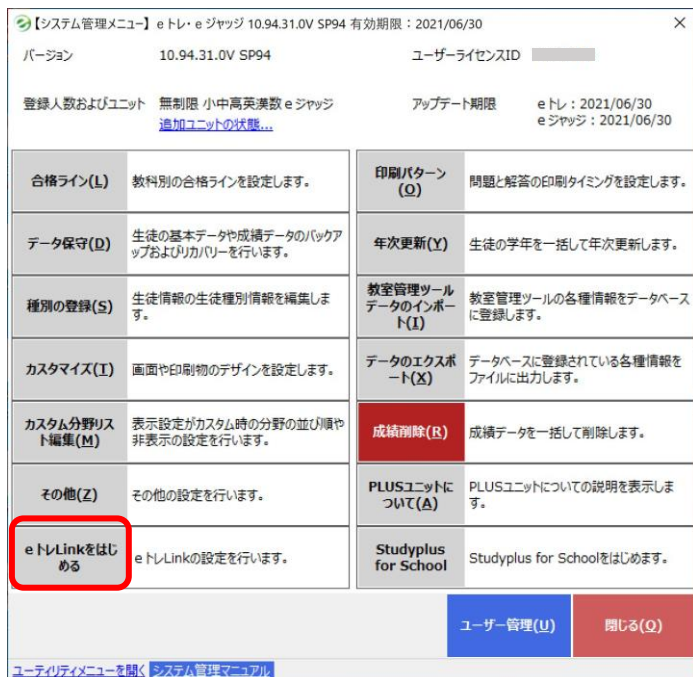 【システム管理メニュー】 eトレ・eジャッジ 10.94.31.0V SP94 有効期限:2021/06/30
バージョン 10.94.31.0V SP94 ユーザーライセンスID
登録人数およびユニット 無制限 小中高英漢数eジャッジ アップデート期限 eトレ:2021/06/30
追加ユニットの状態... eジャッジ:2021/06/30
合格ライン(L) 教科別の合格ラインを設定します。
印刷パターン
(O)
問題と解答の印刷タイミングを設定します。
データ保守(D)
生徒の基本データや成績データのバックア
ップおよびリカバリーを行います。
年次更新(Y) 生徒の学年を一括して年次更新します。
種別の登録(S)
生徒情報の生徒種別情報を編集しま
す。
教室管理ツール
データのインポー
ト(I)
教室管理ツールの各種情報をデータベース
に登録します。
カスタマイズ(T) 画面や印刷物のデザインを設定します。
データのエクスポ
ート(X)
データベースに登録されている各種情報を
ファイルに出力します。
カスタム分野リス
ト編集(M)
表示設定がカスタム時の分野の並び順や
非表示の設定を行います。
成績削除(R) 成績データを一括して削除します。
その他(Z) その他の設定を行います。
PLUSユニットに
ついて(A)
PLUSユニットについての説明を表示しま
す。
eトレLinkをはじ
める
eトレLinkの設定を行います。
Studyplus
for School
Studyplus for Schoolをはじめます。
ユーザー管理(U) 閉じる(Q)
ユーティリティメニューを開く システム管理マニュアル